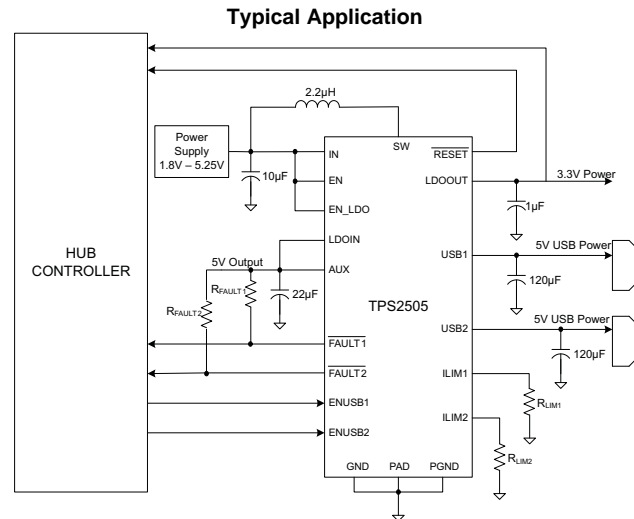 Typical Application
2.2µH
Power
Supply
1.8V – 5.25V
10µF
IN
EN
EN_LDO
LDOIN
AUX
SW
RESET
LDOOUT
3.3V Power
1µF
HUB
CONTROLLER
5V Output
RFAULT1
RFAULT2
22µF
TPS2505
USB1
5V USB Power
120µF
USB2
5V USB Power
120µF
FAULT1
FAULT2
ENUSB1
ENUSB2
ILIM1
RLIM1
ILIM2
RLIM2
GND
PAD
PGND